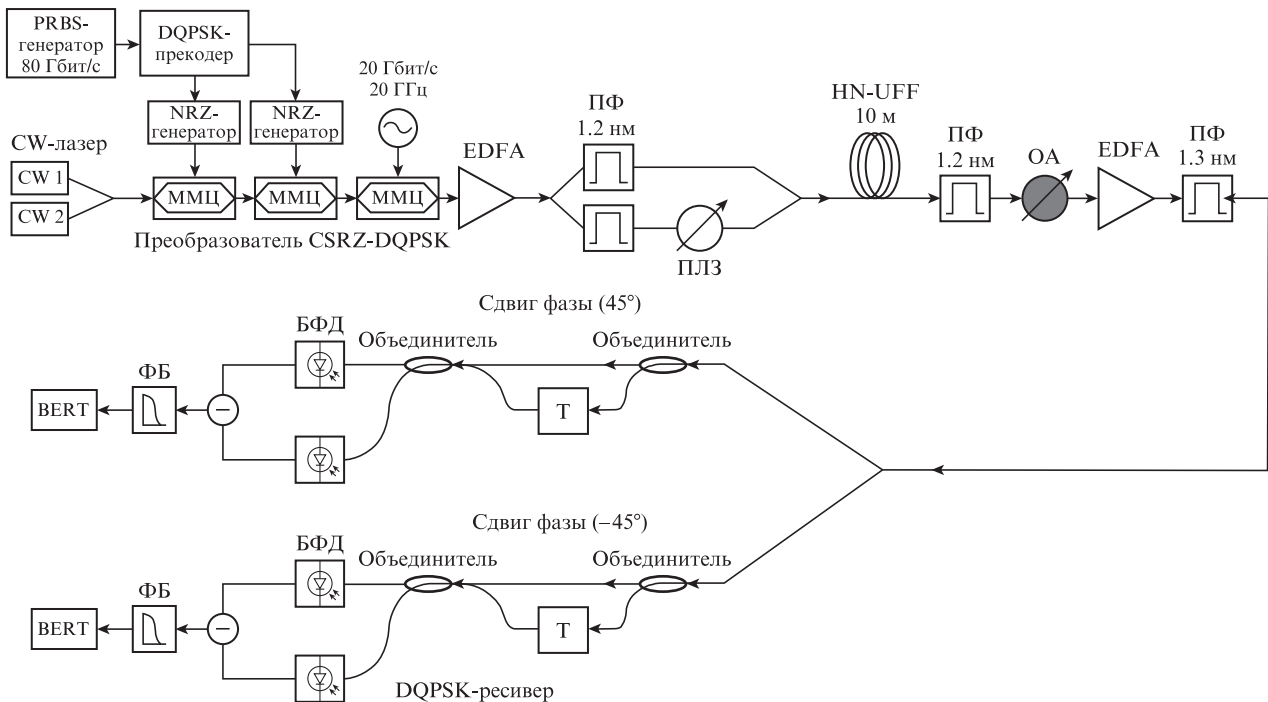 PRBS-
генератор
80 Гбит/с
DQPSK-
прекодер
20 Гбит/с
20 ГГц
NRZ-
генератор
NRZ-
генератор
CW-лазер
CW 1
CW 2
ММЦ
ММЦ
ММЦ
Преобразователь CSRZ-DQPSK
EDFA
ПФ
1.2 нм
ПЛЗ
HN-UFF
10 м
ПФ
1.2 нм
ОА
EDFA
ПФ
1.3 нм
Сдвиг фазы (45°)
БФД
Объединитель
Объединитель
ФБ
BERT
−
T
Сдвиг фазы (−45°)
БФД
Объединитель
Объединитель
ФБ
BERT
−
T
DQPSK-ресивер